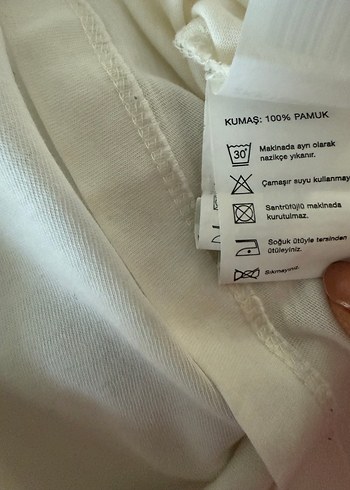 KUMAŞ: 100% PAMUK
30°
Makinada ayrı olarak
nazikçe yıkanır.
Çamaşır suyu kullanmay
Santrütüjlü makinada
kurutulmaz.
Soğuk ütüyle tersinden
ütüleyiniz.
Sıkmayınız.